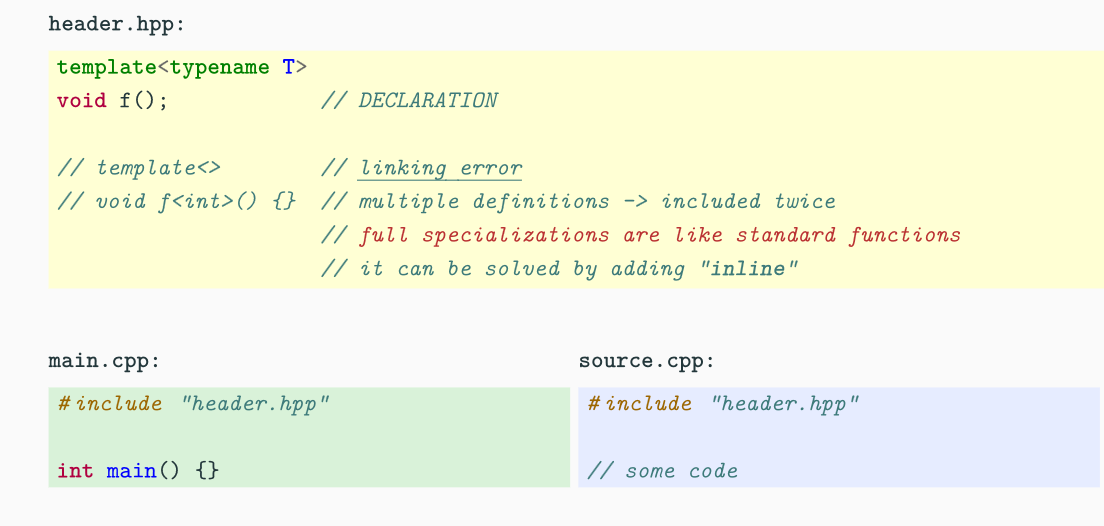 header.hpp:
template<typename T>
void f(); // DECLARATION
// template<> // linking error
// void f<int>() {} // multiple definitions -> included twice
// full specializations are like standard functions
// it can be solved by adding "inline"
main.cpp:
#include "header.hpp"
int main() {}
source.cpp:
#include "header.hpp"
// some code